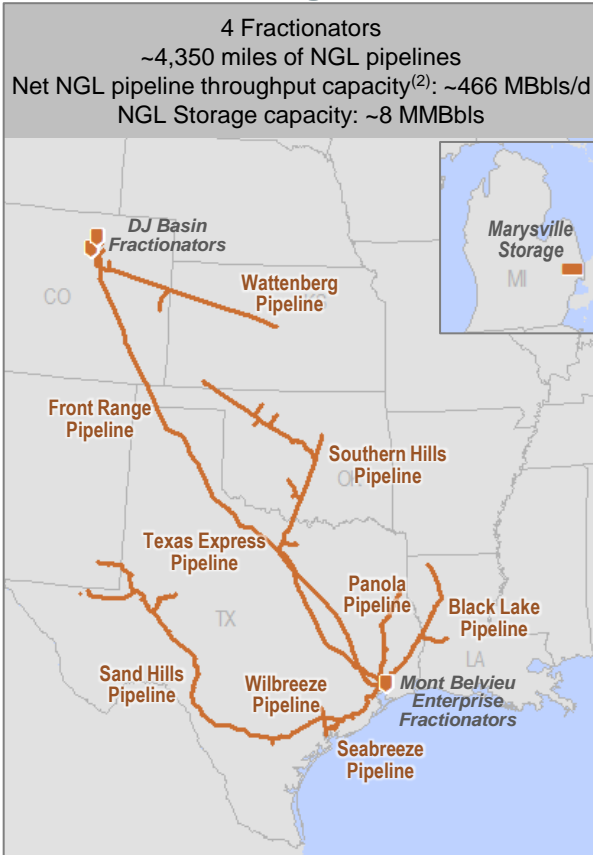 4 Fractionators
~4,350 miles of NGL pipelines
Net NGL pipeline throughput capacity(2): ~466 MBbls/d
NGL Storage capacity: ~8 MMBbls
DJ Basin
Fractionators
Marysville
Storage
MI
CO
Wattenberg
Pipeline
Front Range
Pipeline
Southern Hills
Pipeline
Texas Express
Pipeline
Panola
Pipeline
Black Lake
Pipeline
TX
LA
Sand Hills
Pipeline
Wilbreeze
Pipeline
Mont Belvieu
Enterprise
Fractionators
Seabreeze
Pipeline